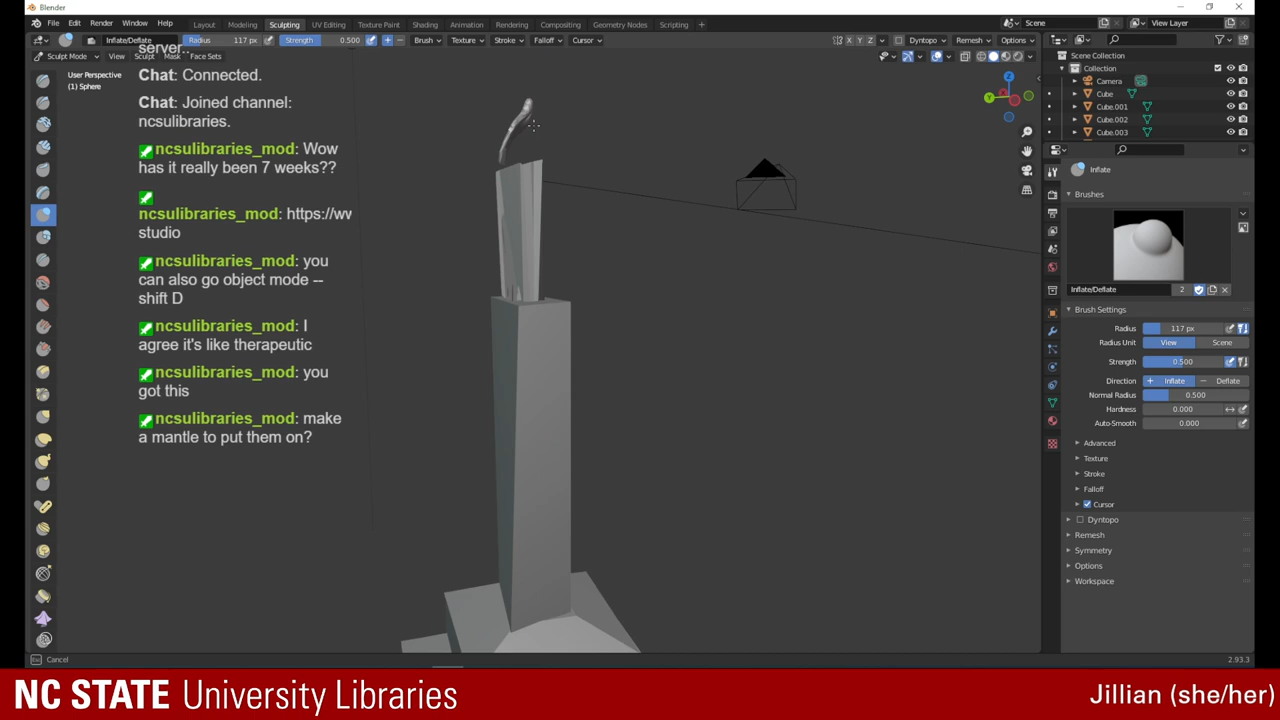 Blender
File Edit Render Window Help Layout Modeling Sculpting UV Editing Texture Paint Shading Animation Rendering Compositing Geometry Nodes Scripting + Scene View Layer
Inflate/Deflate Radius 117 px Strength 0.500 + − Brush Texture Stroke Falloff Cursor X Y Z Dyntopo Remesh Options
Sculpt Mode View Sculpt Mask Face Sets
User Perspective
(1) Sphere
server..
Chat: Connected.
Chat: Joined channel:
ncsulibraries.
ncsulibraries_mod: Wow
has it really been 7 weeks??
ncsulibraries_mod: https://ww
studio
ncsulibraries_mod: you
can also go object mode --
shift D
ncsulibraries_mod: I
agree it's like therapeutic
ncsulibraries_mod: you
got this
ncsulibraries_mod: make
a mantle to put them on?
Z
Y
X
Scene Collection
Collection
Camera
Cube
Cube.001
Cube.002
Cube.003
Inflate
Brushes
Inflate/Deflate 2
Brush Settings
Radius 117 px
Radius Unit View Scene
Strength 0.500
Direction + Inflate − Deflate
Normal Radius 0.500
Hardness 0.000
Auto-Smooth 0.000
Advanced
Texture
Stroke
Falloff
Cursor
Dyntopo
Remesh
Symmetry
Options
Workspace
Esc Cancel
2.93.3
NC STATE University Libraries
Jillian (she/her)